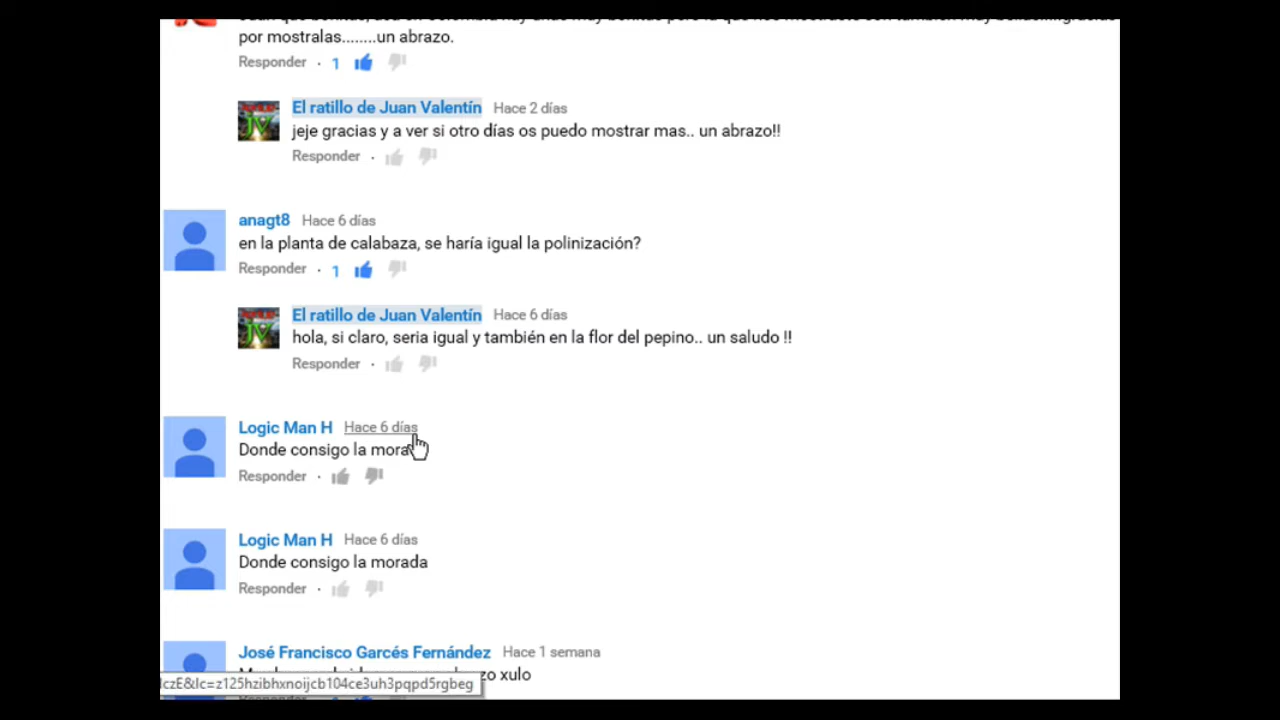 por mostralas........un abrazo.
Responder · 1
El ratillo de Juan Valentín Hace 2 días
jeje gracias y a ver si otro días os puedo mostrar mas.. un abrazo!!
Responder ·
anagt8 Hace 6 días
en la planta de calabaza, se haría igual la polinización?
Responder · 1
El ratillo de Juan Valentín Hace 6 días
hola, si claro, seria igual y también en la flor del pepino.. un saludo !!
Responder ·
Logic Man H Hace 6 días
Donde consigo la
Responder ·
Logic Man H Hace 6 días
Donde consigo la morada
Responder ·
José Francisco Garcés Fernández Hace 1 semana
xulo
lczE&lc=z125hzibhxnoijcb104ce3uh3pqpd5rgbeg